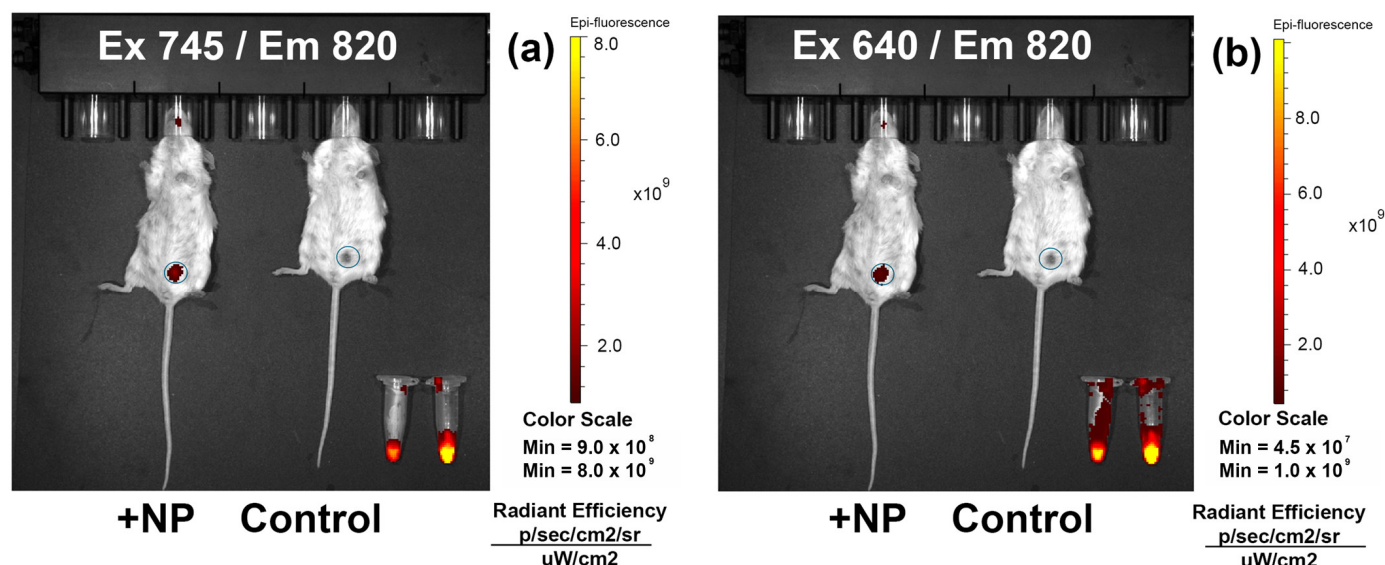 Ex 745 / Em 820
(a)
Epi-fluorescence
8.0
6.0
x10⁹
4.0
2.0
Color Scale
Min = 9.0 x 10⁸
Min = 8.0 x 10⁹
+NP Control
Radiant Efficiency
p/sec/cm2/sr
uW/cm2
Ex 640 / Em 820
(b)
Epi-fluorescence
8.0
6.0
x10⁹
4.0
2.0
Color Scale
Min = 4.5 x 10⁷
Min = 1.0 x 10⁹
+NP Control
Radiant Efficiency
p/sec/cm2/sr
uW/cm2